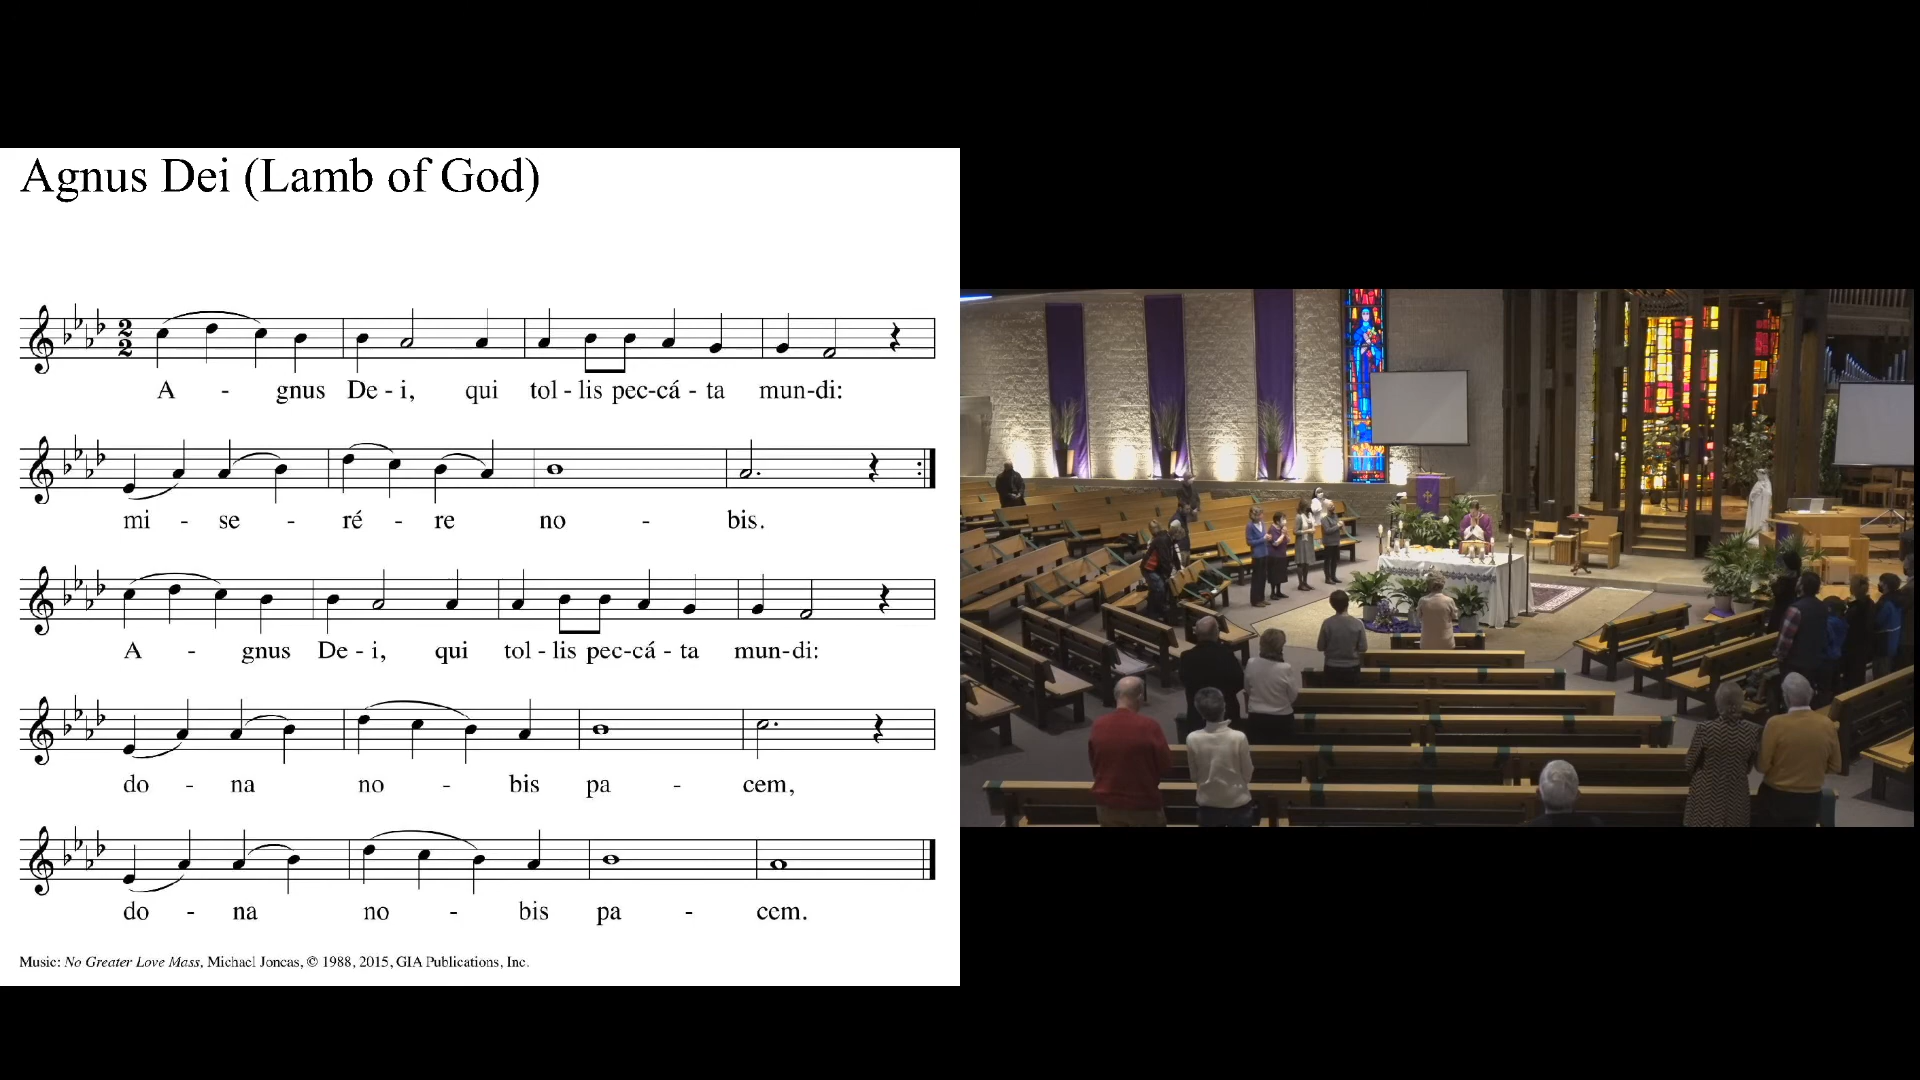 Agnus Dei (Lamb of God)
2
2
A - gnus De - i, qui tol - lis pec - cá - ta mun - di:
mi - se - ré - re no - bis.
A - gnus De - i, qui tol - lis pec - cá - ta mun - di:
do - na no - bis pa - cem,
do - na no - bis pa - cem.
Music: No Greater Love Mass, Michael Joncas, © 1988, 2015, GIA Publications, Inc.